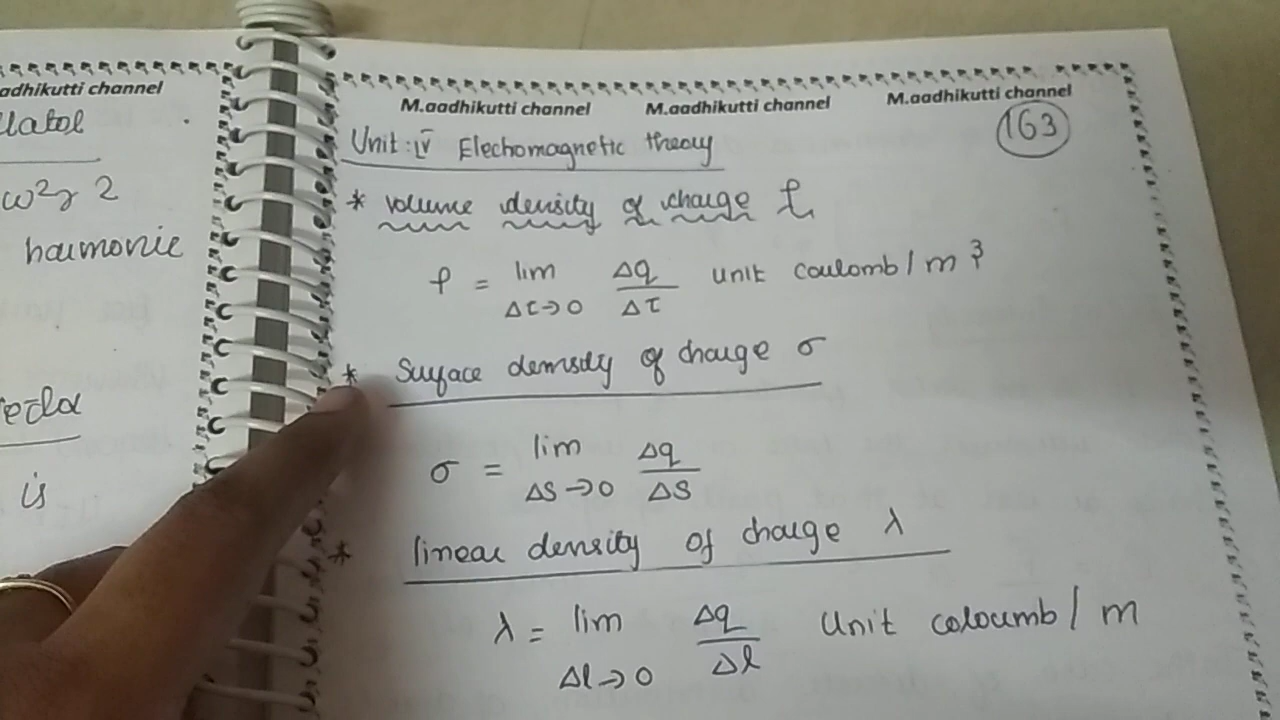 adhikutti channel
ω²r 2
harmonic
is
M.aadhikutti channel M.aadhikutti channel M.aadhikutti channel
163
Unit:IV Electromagnetic theory
* volume density of charge ρ
ρ = lim Δq unit coulomb/m³
Δτ→0 Δτ
* Surface density of charge σ
σ = lim Δq
ΔS→0 ΔS
* linear density of charge λ
λ = lim Δq Unit coloumb/m
Δl→0 Δl